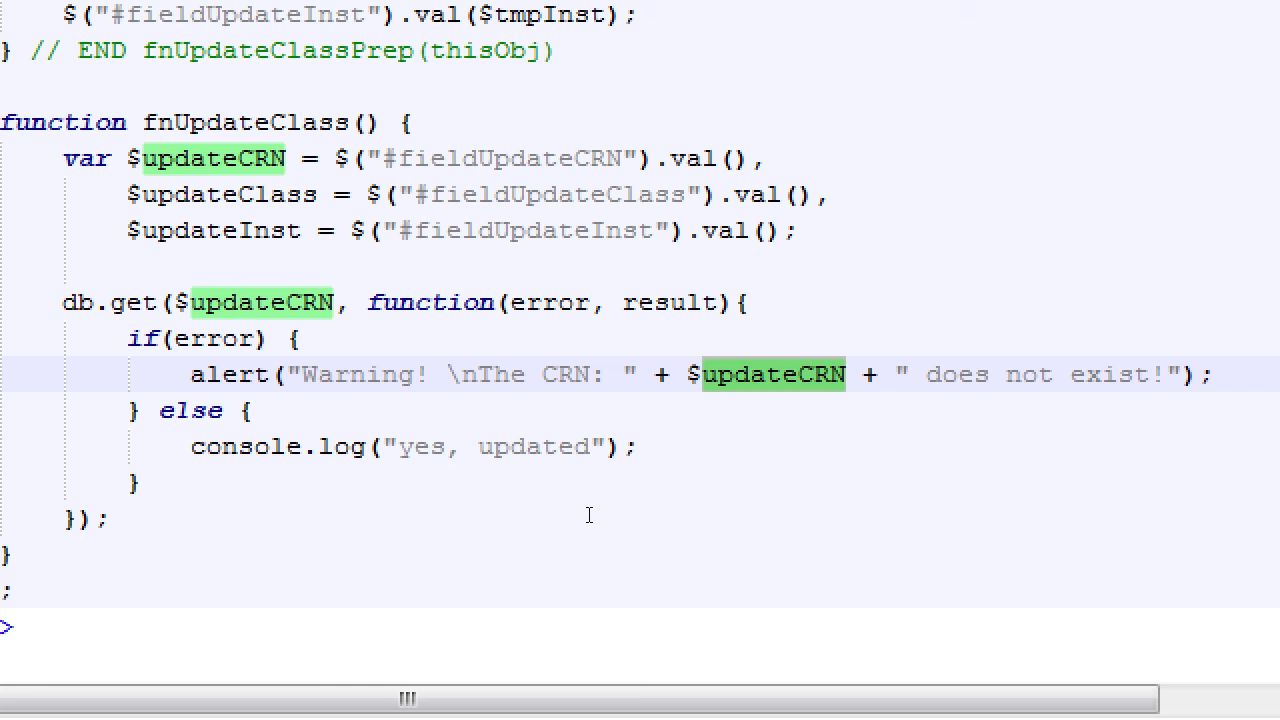 $("#fieldUpdateInst").val($tmpInst);
} // END fnUpdateClassPrep(thisObj)
function fnUpdateClass() {
var $updateCRN = $("#fieldUpdateCRN").val(),
$updateClass = $("#fieldUpdateClass").val(),
$updateInst = $("#fieldUpdateInst").val();
db.get($updateCRN, function(error, result){
if(error) {
alert("Warning! \nThe CRN: " + $updateCRN + " does not exist!");
} else {
console.log("yes, updated");
}
});
}
;
>